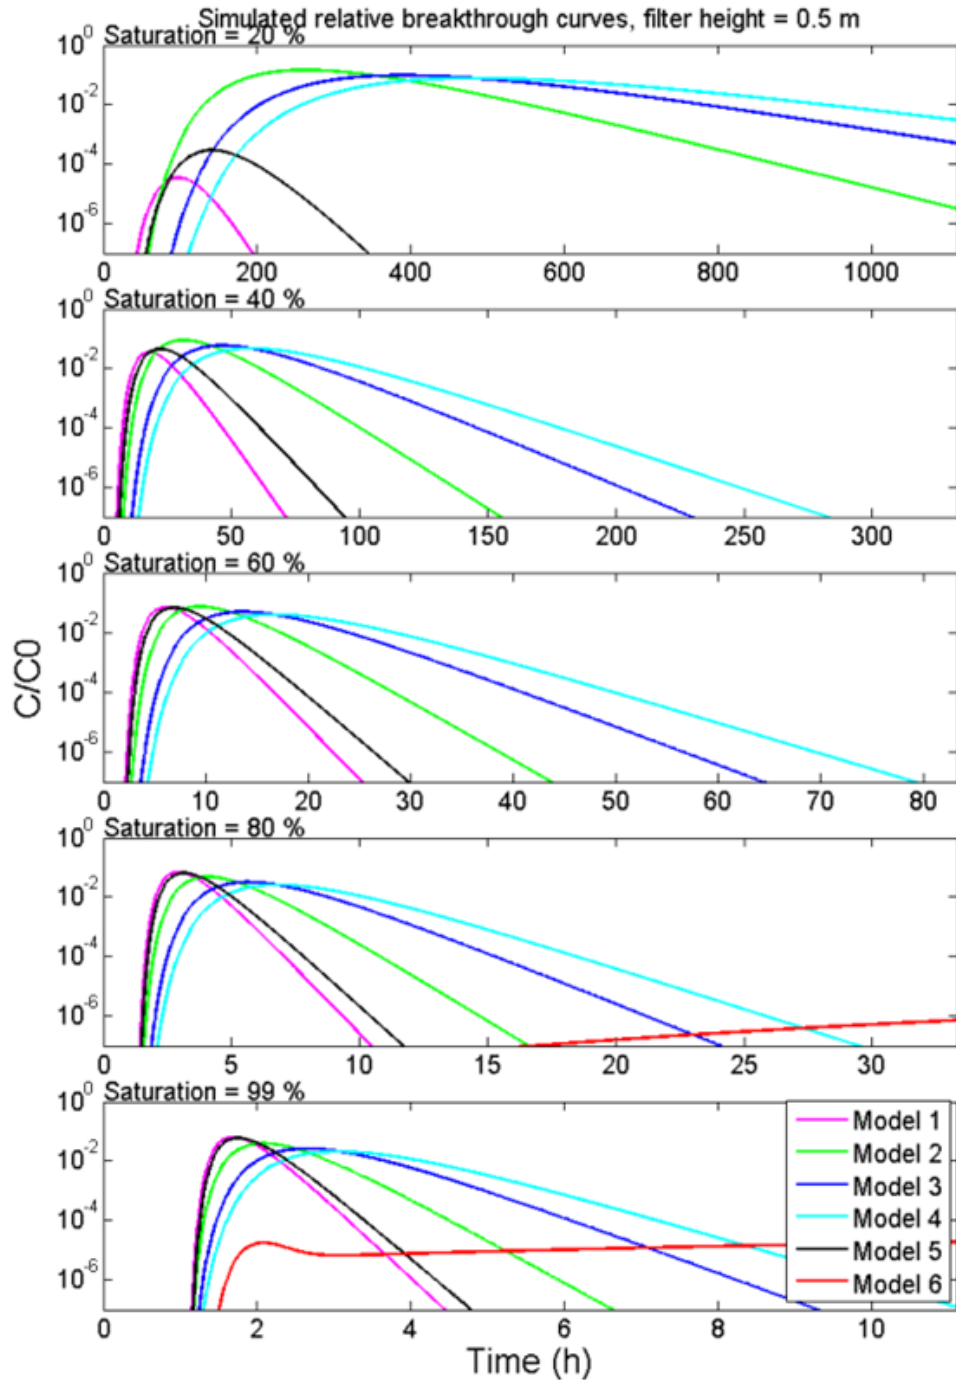 Simulated relative breakthrough curves, filter height = 0.5 m
Saturation = 20 %
10^0
10^-2
10^-4
10^-6
0 200 400 600 800 1000
Saturation = 40 %
10^0
10^-2
10^-4
10^-6
0 50 100 150 200 250 300
Saturation = 60 %
10^0
10^-2
10^-4
10^-6
0 10 20 30 40 50 60 70 80
C/C0
Saturation = 80 %
10^0
10^-2
10^-4
10^-6
0 5 10 15 20 25 30
Saturation = 99 %
10^0
10^-2
10^-4
10^-6
0 2 4 6 8 10
Model 1
Model 2
Model 3
Model 4
Model 5
Model 6
Time (h)